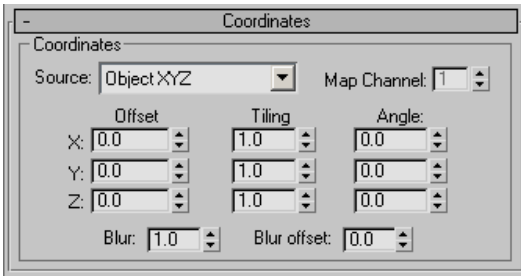 - Coordinates
Coordinates
Source: Object XYZ Map Channel: 1
Offset Tiling Angle:
X: 0.0 1.0 0.0
Y: 0.0 1.0 0.0
Z: 0.0 1.0 0.0
Blur: 1.0 Blur offset: 0.0